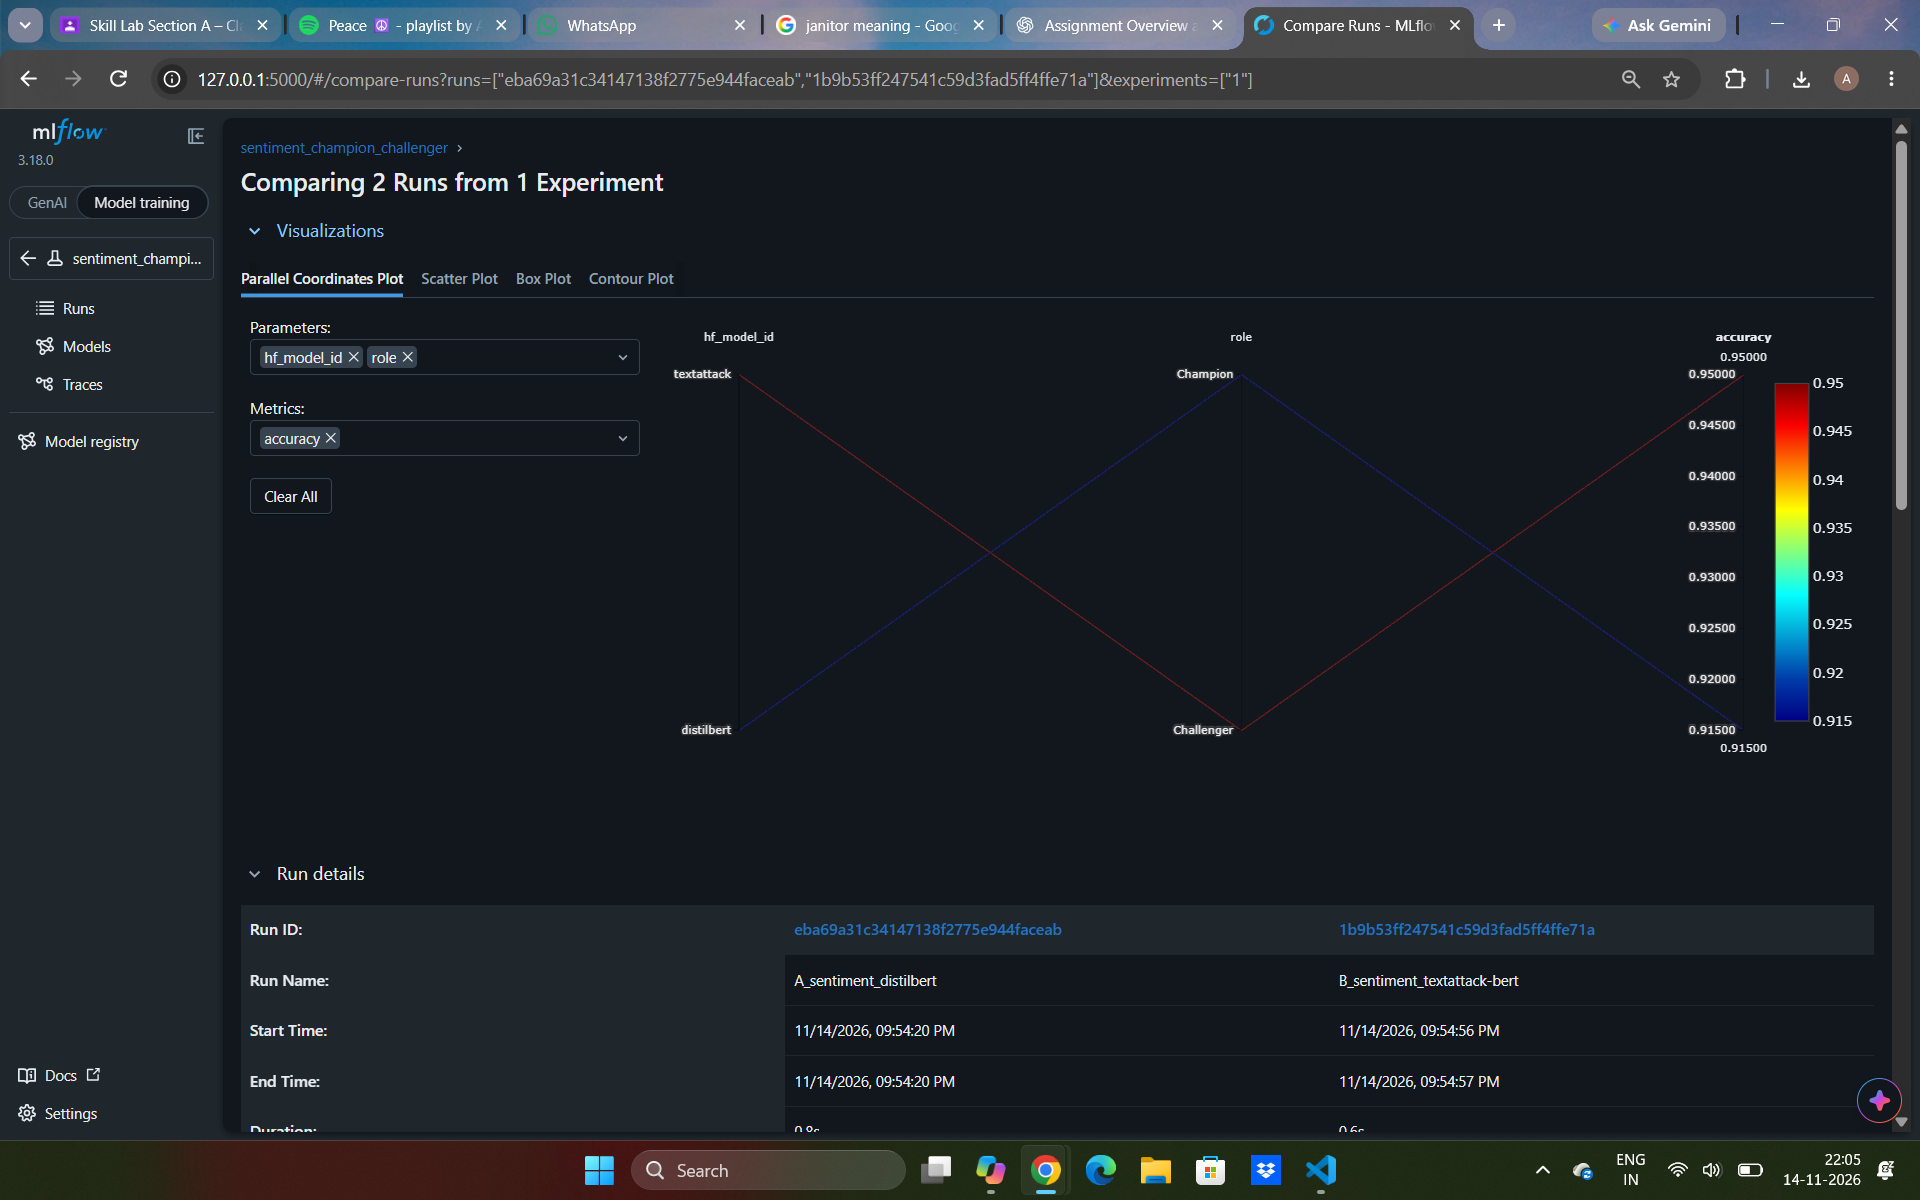 Skill Lab Section A – Cl
Peace ☮ - playlist by A
WhatsApp
janitor meaning - Goog
Assignment Overview a
Compare Runs - MLflo
Ask Gemini
127.0.0.1:5000/#/compare-runs?runs=["eba69a31c34147138f2775e944faceab","1b9b53ff247541c59d3fad5ff4ffe71a"]&experiments=["1"]
A
mlflow
3.18.0
GenAI
Model training
sentiment_champi...
Runs
Models
Traces
Model registry
Docs
Settings
sentiment_champion_challenger
Comparing 2 Runs from 1 Experiment
Visualizations
Parallel Coordinates Plot Scatter Plot Box Plot Contour Plot
Parameters:
hf_model_id role
Metrics:
accuracy
Clear All
hf_model_id
textattack
distilbert
role
Champion
Challenger
accuracy
0.95000
0.95000
0.94500
0.94000
0.93500
0.93000
0.92500
0.92000
0.91500
0.91500
0.95
0.945
0.94
0.935
0.93
0.925
0.92
0.915
Run details
Run ID: eba69a31c34147138f2775e944faceab 1b9b53ff247541c59d3fad5ff4ffe71a
Run Name: A_sentiment_distilbert B_sentiment_textattack-bert
Start Time: 11/14/2026, 09:54:20 PM 11/14/2026, 09:54:56 PM
End Time: 11/14/2026, 09:54:20 PM 11/14/2026, 09:54:57 PM
Duration: 0.8s 0.6s
Search
ENG
IN
22:05
14-11-2026